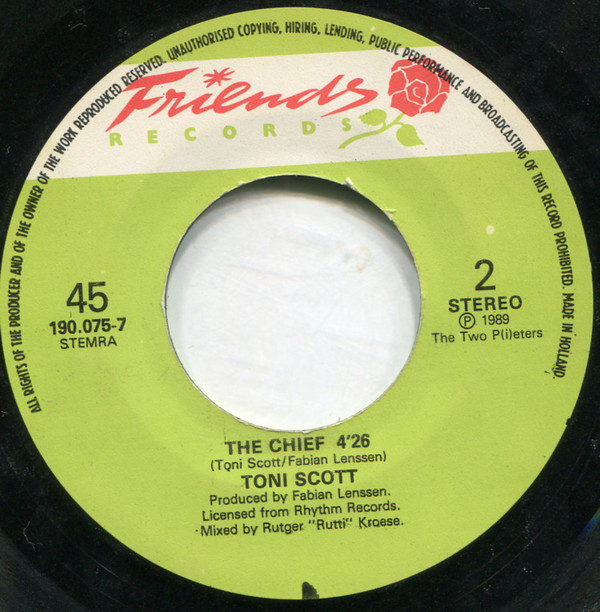 ALL RIGHTS OF THE PRODUCER AND OF THE OWNER OF THE WORK REPRODUCED RESERVED. UNAUTHORISED COPYING, HIRING, LENDING, PUBLIC PERFORMANCE AND BROADCASTING OF THIS RECORD PROHIBITED. MADE IN HOLLAND.
Friends
RECORDS
45
190.075-7
STEMRA
2
STEREO
Ⓟ 1989
The Two P(i)eters
THE CHIEF 4'26
(Toni Scott/Fabian Lenssen)
TONI SCOTT
Produced by Fabian Lenssen.
Licensed from Rhythm Records.
Mixed by Rutger "Rutti" Kroese.